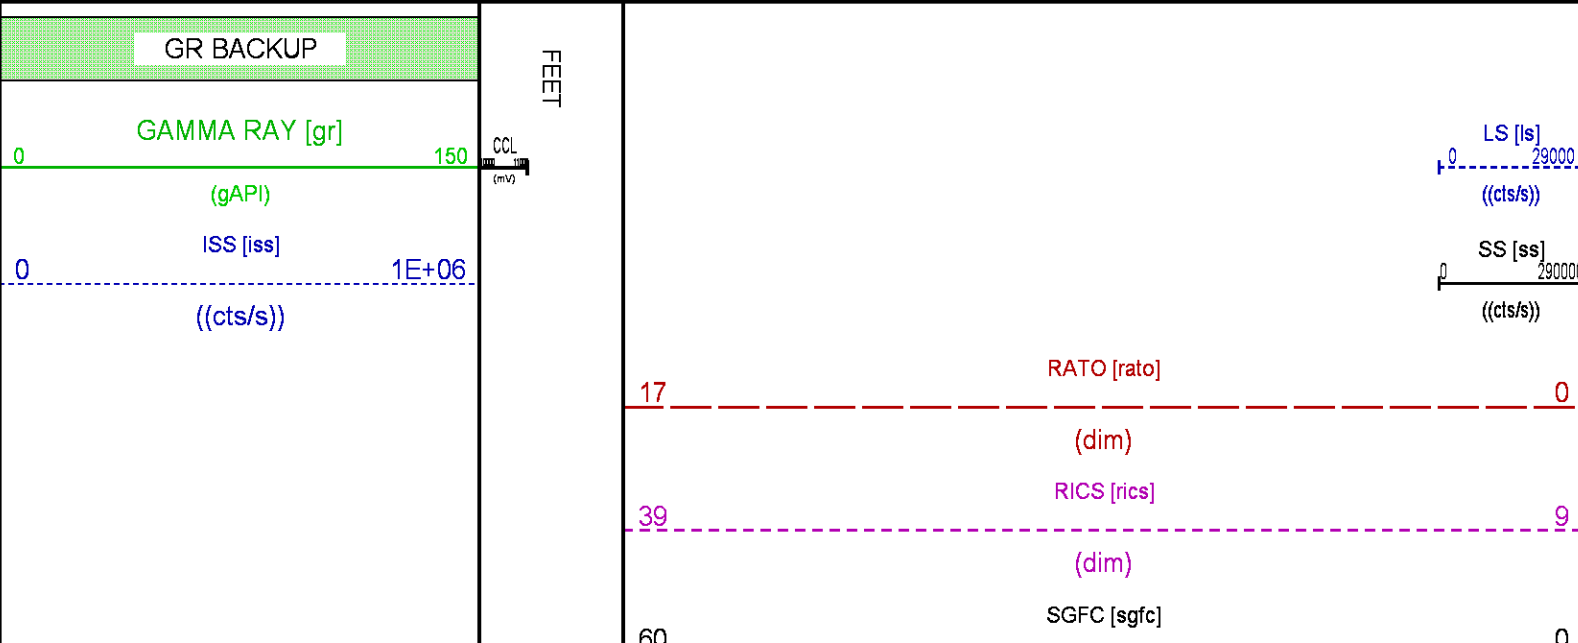 GR BACKUP
FEET
GAMMA RAY [gr]
0 150
(gAPI)
ISS [iss]
0 1E+06
((cts/s))
CCL
(mV)
LS [ls]
0 29000
((cts/s))
SS [ss]
0 290000
((cts/s))
RATO [rato]
17 0
(dim)
RICS [rics]
39 9
(dim)
SGFC [sgfc]
60 0